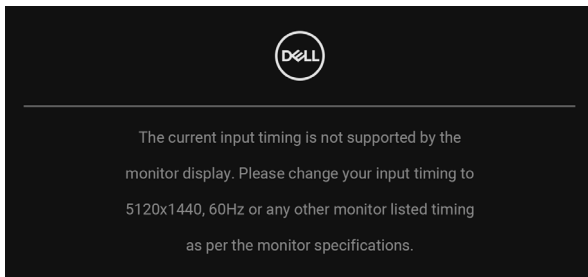 DELL
The current input timing is not supported by the
monitor display. Please change your input timing to
5120x1440, 60Hz or any other monitor listed timing
as per the monitor specifications.